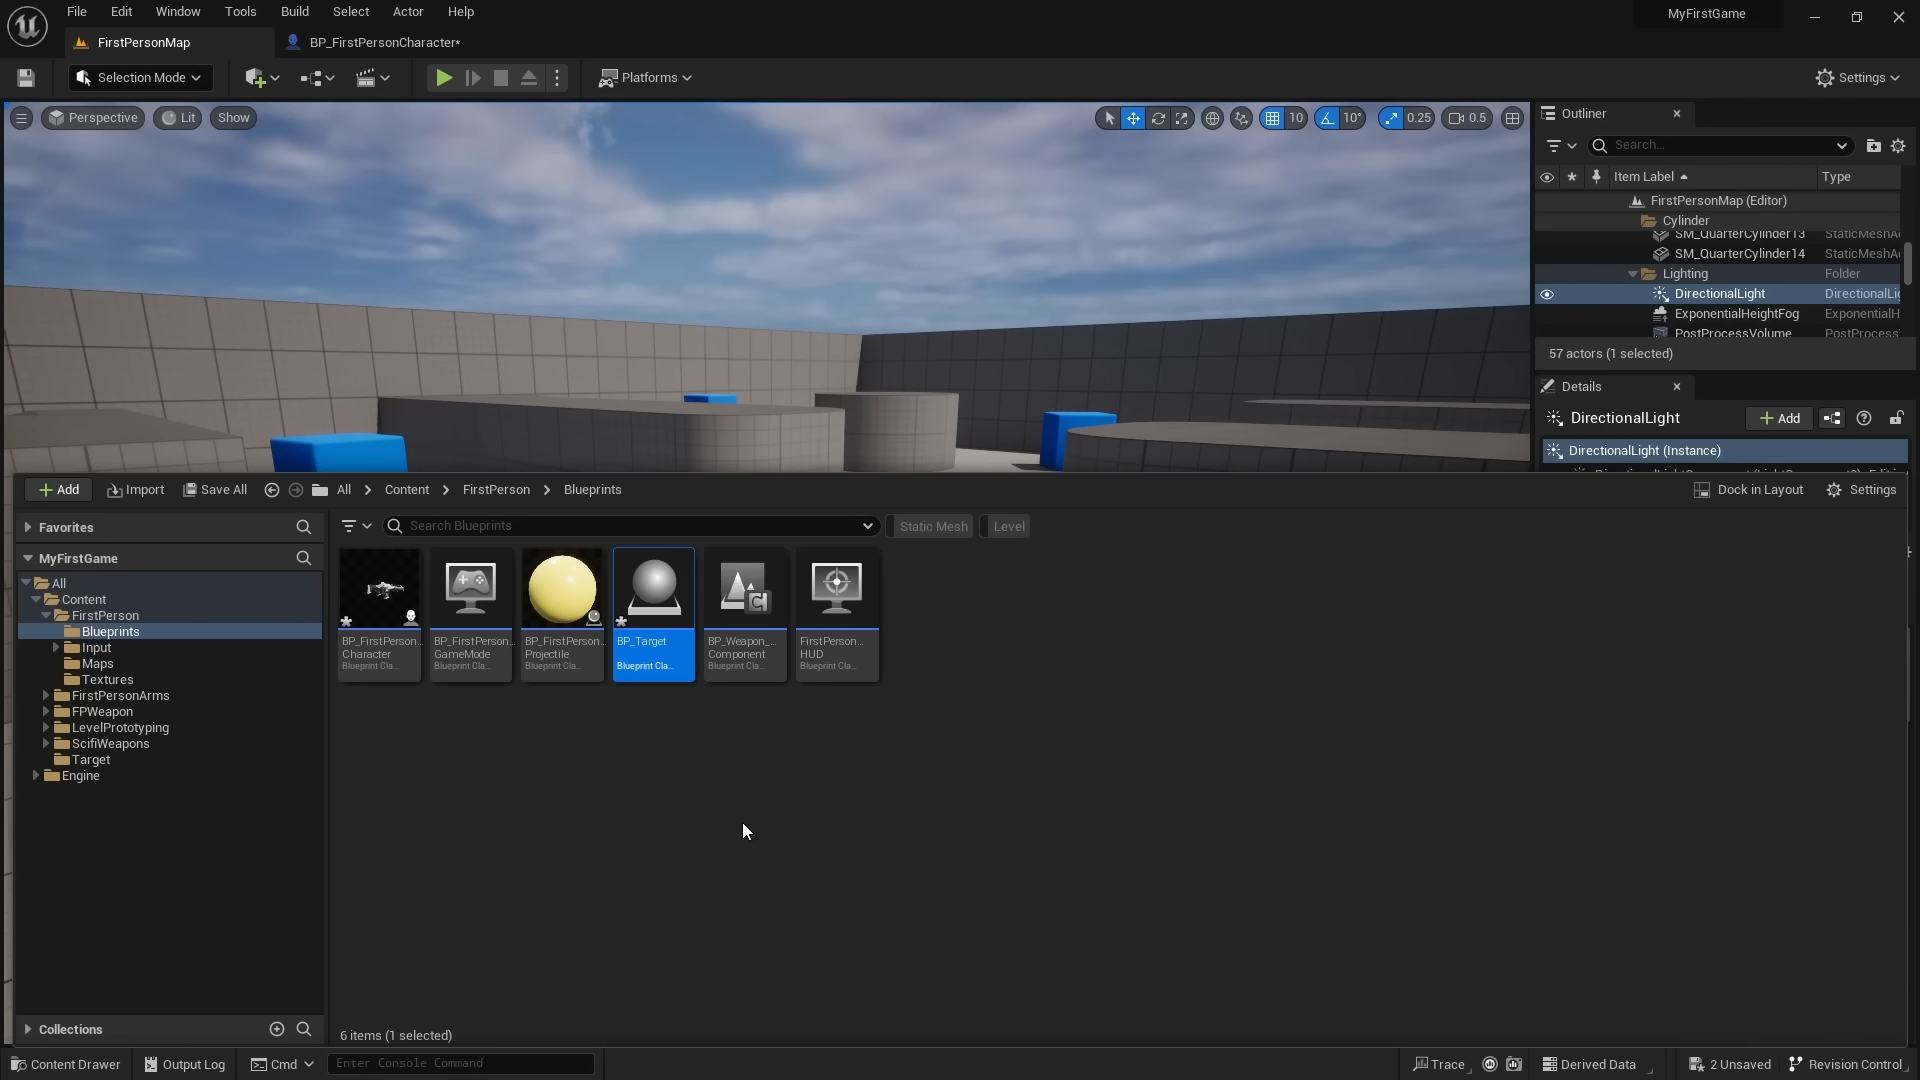 File Edit Window Tools Build Select Actor Help
MyFirstGame
FirstPersonMap
BP_FirstPersonCharacter*
Selection Mode
Platforms
Settings
Perspective
Lit
Show
10
10°
0.25
0.5
Outliner
Search...
Item Label
Type
FirstPersonMap (Editor)
Cylinder
SM_QuarterCylinder13 StaticMeshA
SM_QuarterCylinder14 StaticMeshA
Lighting Folder
DirectionalLight DirectionalLi
ExponentialHeightFog ExponentialH
PostProcessVolume PostProcess
57 actors (1 selected)
Details
DirectionalLight
Add
DirectionalLight (Instance)
Add
Import
Save All
All
Content
FirstPerson
Blueprints
Dock in Layout
Settings
Favorites
MyFirstGame
All
Content
FirstPerson
Blueprints
Input
Maps
Textures
FirstPersonArms
FPWeapon
LevelPrototyping
ScifiWeapons
Target
Engine
Collections
Search Blueprints
Static Mesh
Level
BP_FirstPerson...
Character
Blueprint Cla...
BP_FirstPerson...
GameMode
Blueprint Cla...
BP_FirstPerson...
Projectile
Blueprint Cla...
BP_Target
Blueprint Cla...
BP_Weapon_...
Component
Blueprint Cla...
FirstPerson...
HUD
Blueprint Cla...
6 items (1 selected)
Content Drawer
Output Log
Cmd
Enter Console Command
Trace
Derived Data
2 Unsaved
Revision Control